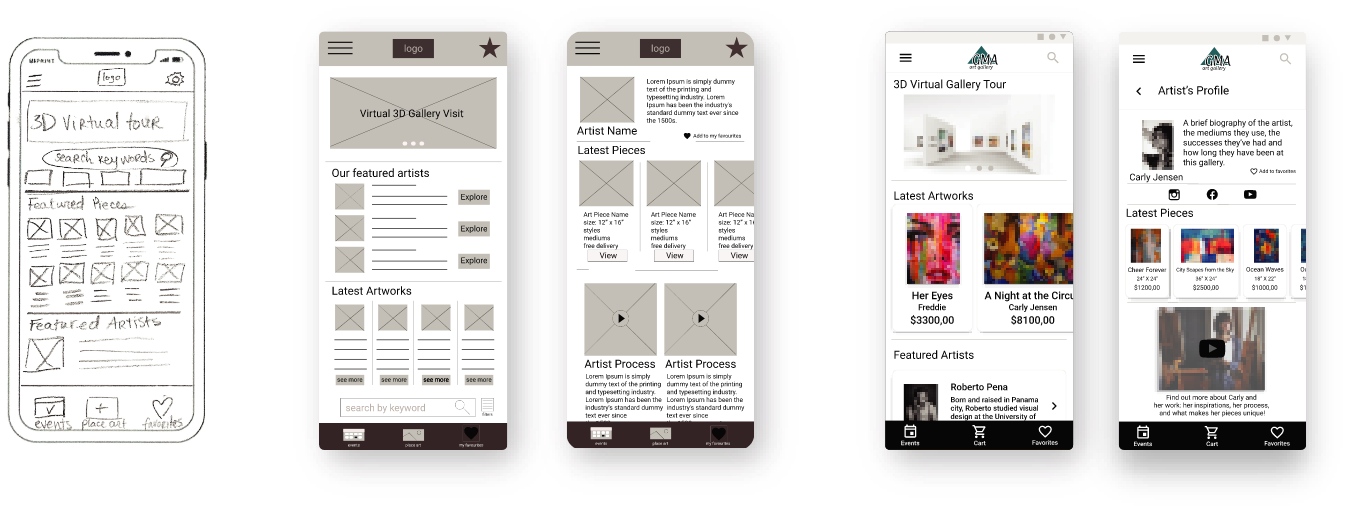 logo
3D Virtual tour
search keywords
Featured Pieces
Featured Artists
events place art favorites
logo
Virtual 3D Gallery Visit
Our featured artists
Explore
Explore
Explore
Latest Artworks
see more see more see more see more
search by keyword
filters
events place art my favourites
logo
Lorem Ipsum is simply dummy
text of the printing and
typesetting industry. Lorem
Ipsum has been the industry's
standard dummy text ever since
the 1500s.
Artist Name
Add to my favourites
Latest Pieces
Art Piece Name
size: 12" x 16"
styles
mediums
free delivery
View
Art Piece Name
size: 12" x 16"
styles
mediums
free delivery
View
Art Piece N
size: 12" x
styles
mediums
free delivery
View
Artist Process
Lorem Ipsum is simply
dummy text of the printing
and typesetting industry.
Lorem Ipsum has been the
industry's standard dummy
text ever since
Artist Process
Lorem Ipsum is simply
dummy text of the printing
and typesetting industry.
Lorem Ipsum has been the
industry's standard dummy
text ever since
events place art my favourites
GMA
art gallery
3D Virtual Gallery Tour
Latest Artworks
Her Eyes
Freddie
$3300,00
A Night at the Circu
Carly Jensen
$8100,00
Featured Artists
Roberto Pena
Born and raised in Panama
city, Roberto studied visual
design at the University of
Events Cart Favorites
GMA
art gallery
Artist's Profile
A brief biography of the artist,
the mediums they use, the
successes they've had and
how long they have been at
this gallery.
Add to favorites
Carly Jensen
Latest Pieces
Cheer Forever
24" X 24"
$1200,00
City Scapes from the Sky
36" X 24"
$2500,00
Ocean Waves
18" X 22"
$1000,00
Find out more about Carly and
her work: her inspirations, her process,
and what makes her pieces unique!
Events Cart Favorites